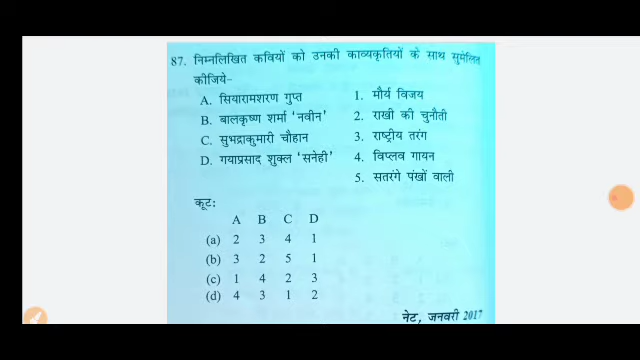 87. निम्नलिखित कवियों को उनकी काव्यकृतियों के साथ सुमेलित
कीजिये–
A. सियारामशरण गुप्त 1. मौर्य विजय
B. बालकृष्ण शर्मा 'नवीन' 2. राखी की चुनौती
C. सुभद्राकुमारी चौहान 3. राष्ट्रीय तरंग
D. गयाप्रसाद शुक्ल 'सनेही' 4. विप्लव गायन
5. सतरंगे पंखों वाली
कूट:
A B C D
(a) 2 3 4 1
(b) 3 2 5 1
(c) 1 4 2 3
(d) 4 3 1 2
नेट, जनवरी 2017